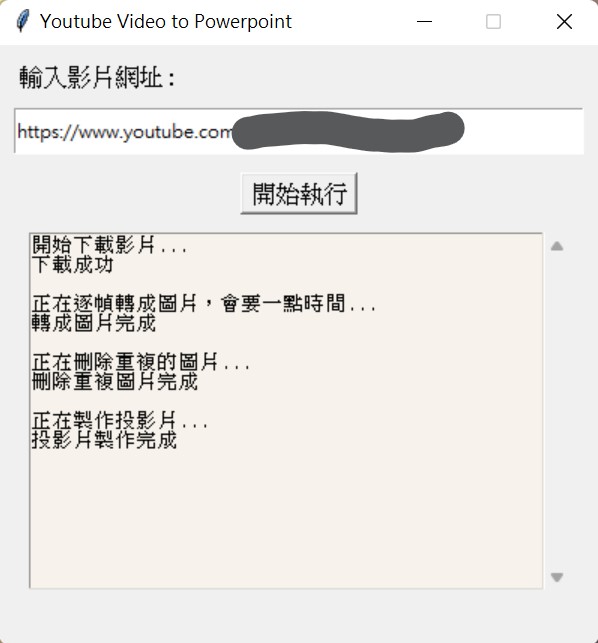 Youtube Video to Powerpoint
輸入影片網址:
https://www.youtube.com
開始執行
開始下載影片...
下載成功
正在逐幀轉成圖片，會要一點時間...
轉成圖片完成
正在刪除重複的圖片...
刪除重複圖片完成
正在製作投影片...
投影片製作完成